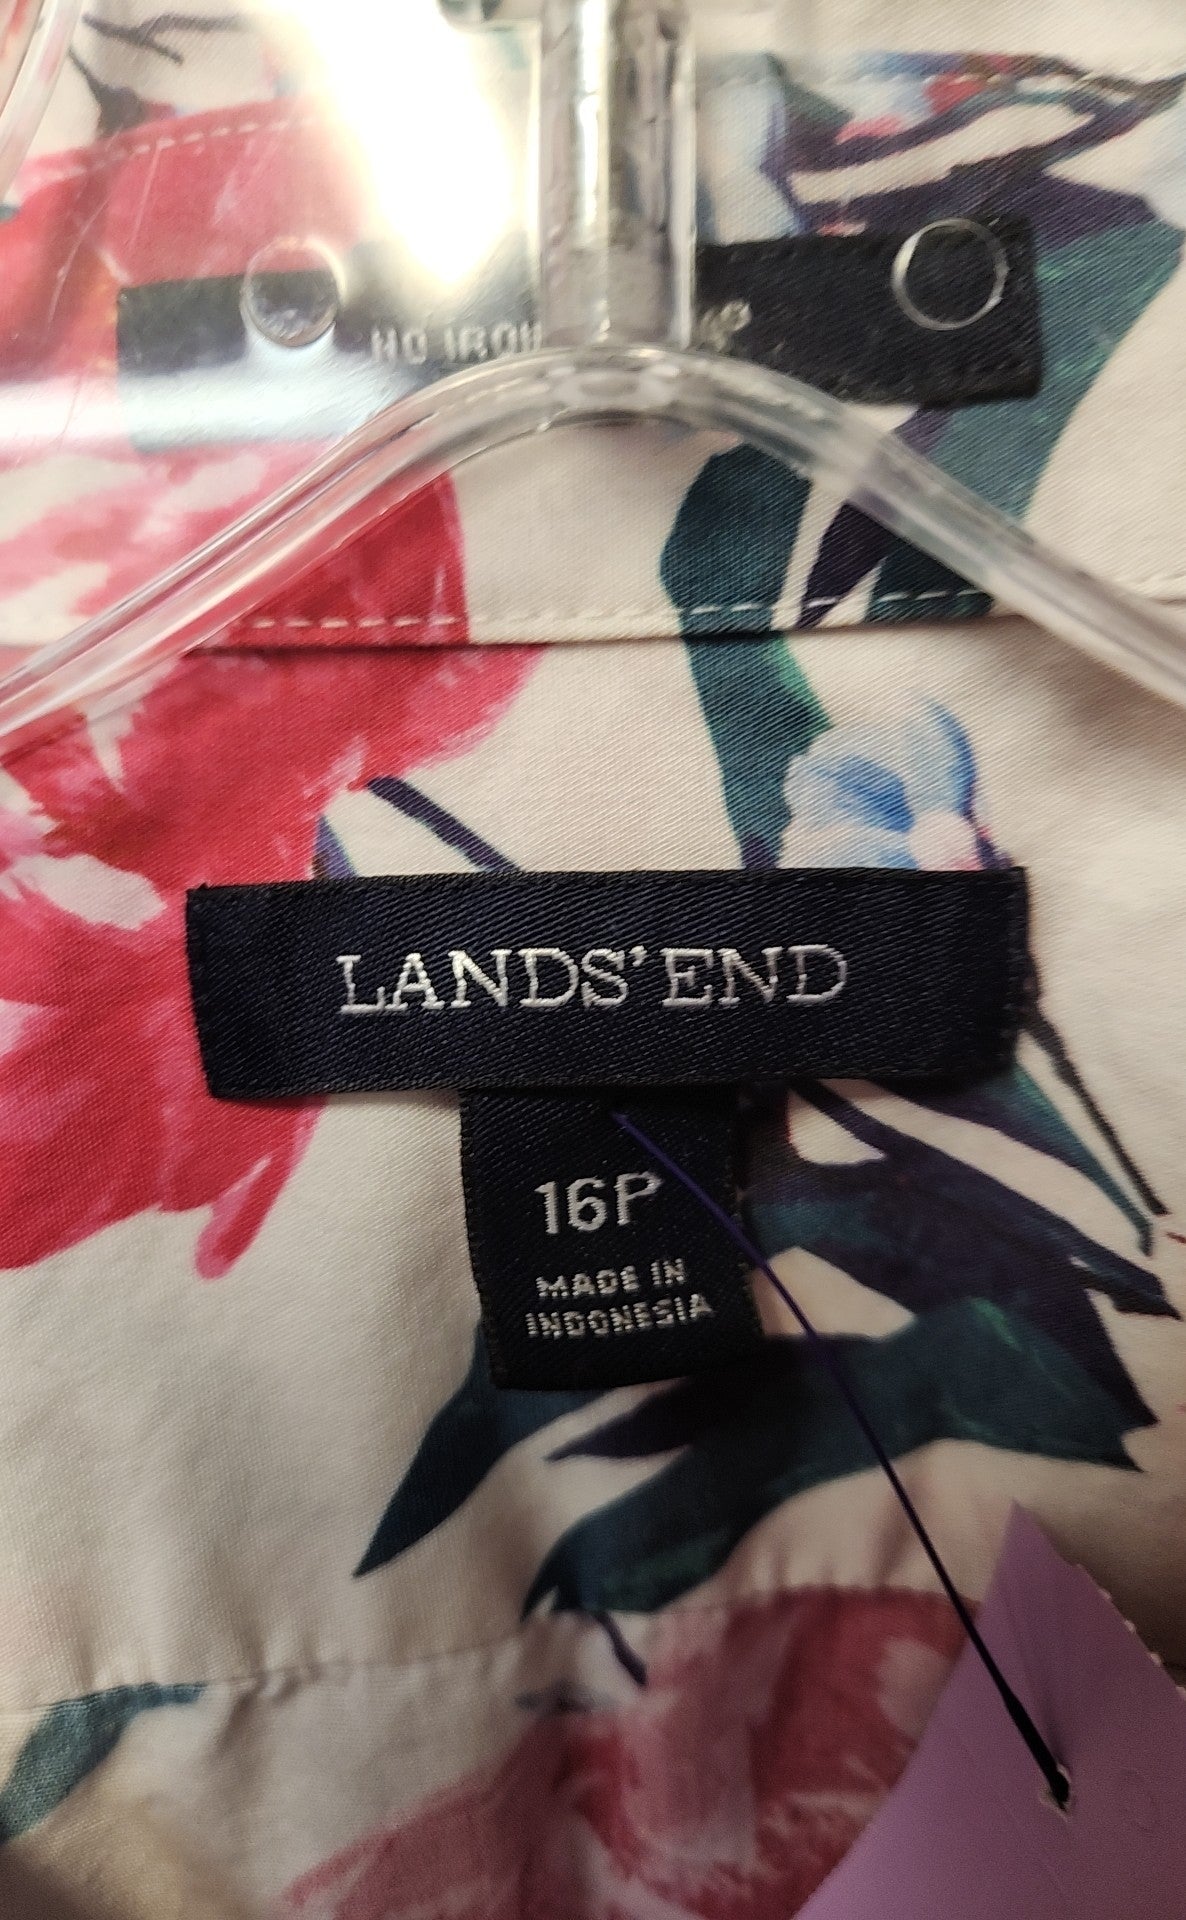 NO IRON
LANDS' END
16P
MADE IN
INDONESIA